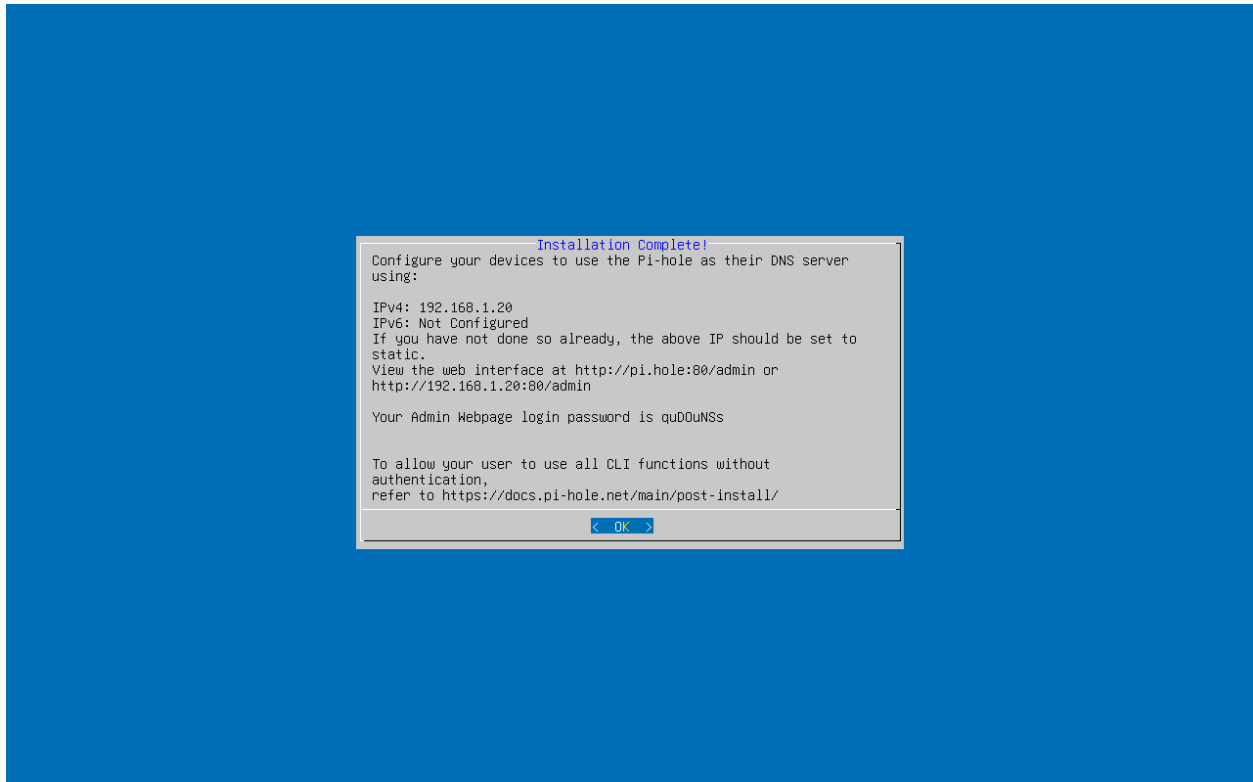 Installation Complete!
Configure your devices to use the Pi-hole as their DNS server
using:
IPv4: 192.168.1.20
IPv6: Not Configured
If you have not done so already, the above IP should be set to
static.
View the web interface at http://pi.hole:80/admin or
http://192.168.1.20:80/admin
Your Admin Webpage login password is quDOuNSs
To allow your user to use all CLI functions without
authentication,
refer to https://docs.pi-hole.net/main/post-install/
< OK >